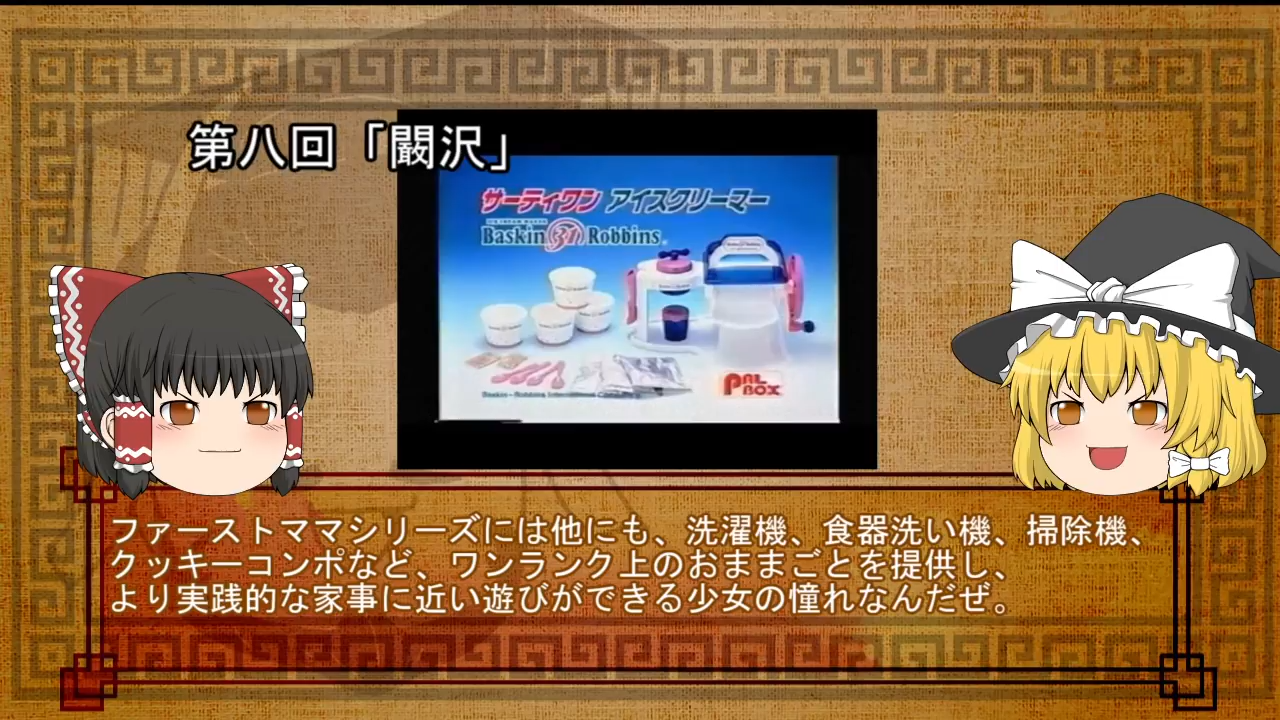 第八回「闞沢」
サーティワン アイスクリーマー
ICE CREAM MAKER
Baskin 31 Robbins
PAL BOX
ファーストママシリーズには他にも、洗濯機、食器洗い機、掃除機、
クッキーコンポなど、ワンランク上のおままごとを提供し、
より実践的な家事に近い遊びができる少女の憧れなんだぜ。